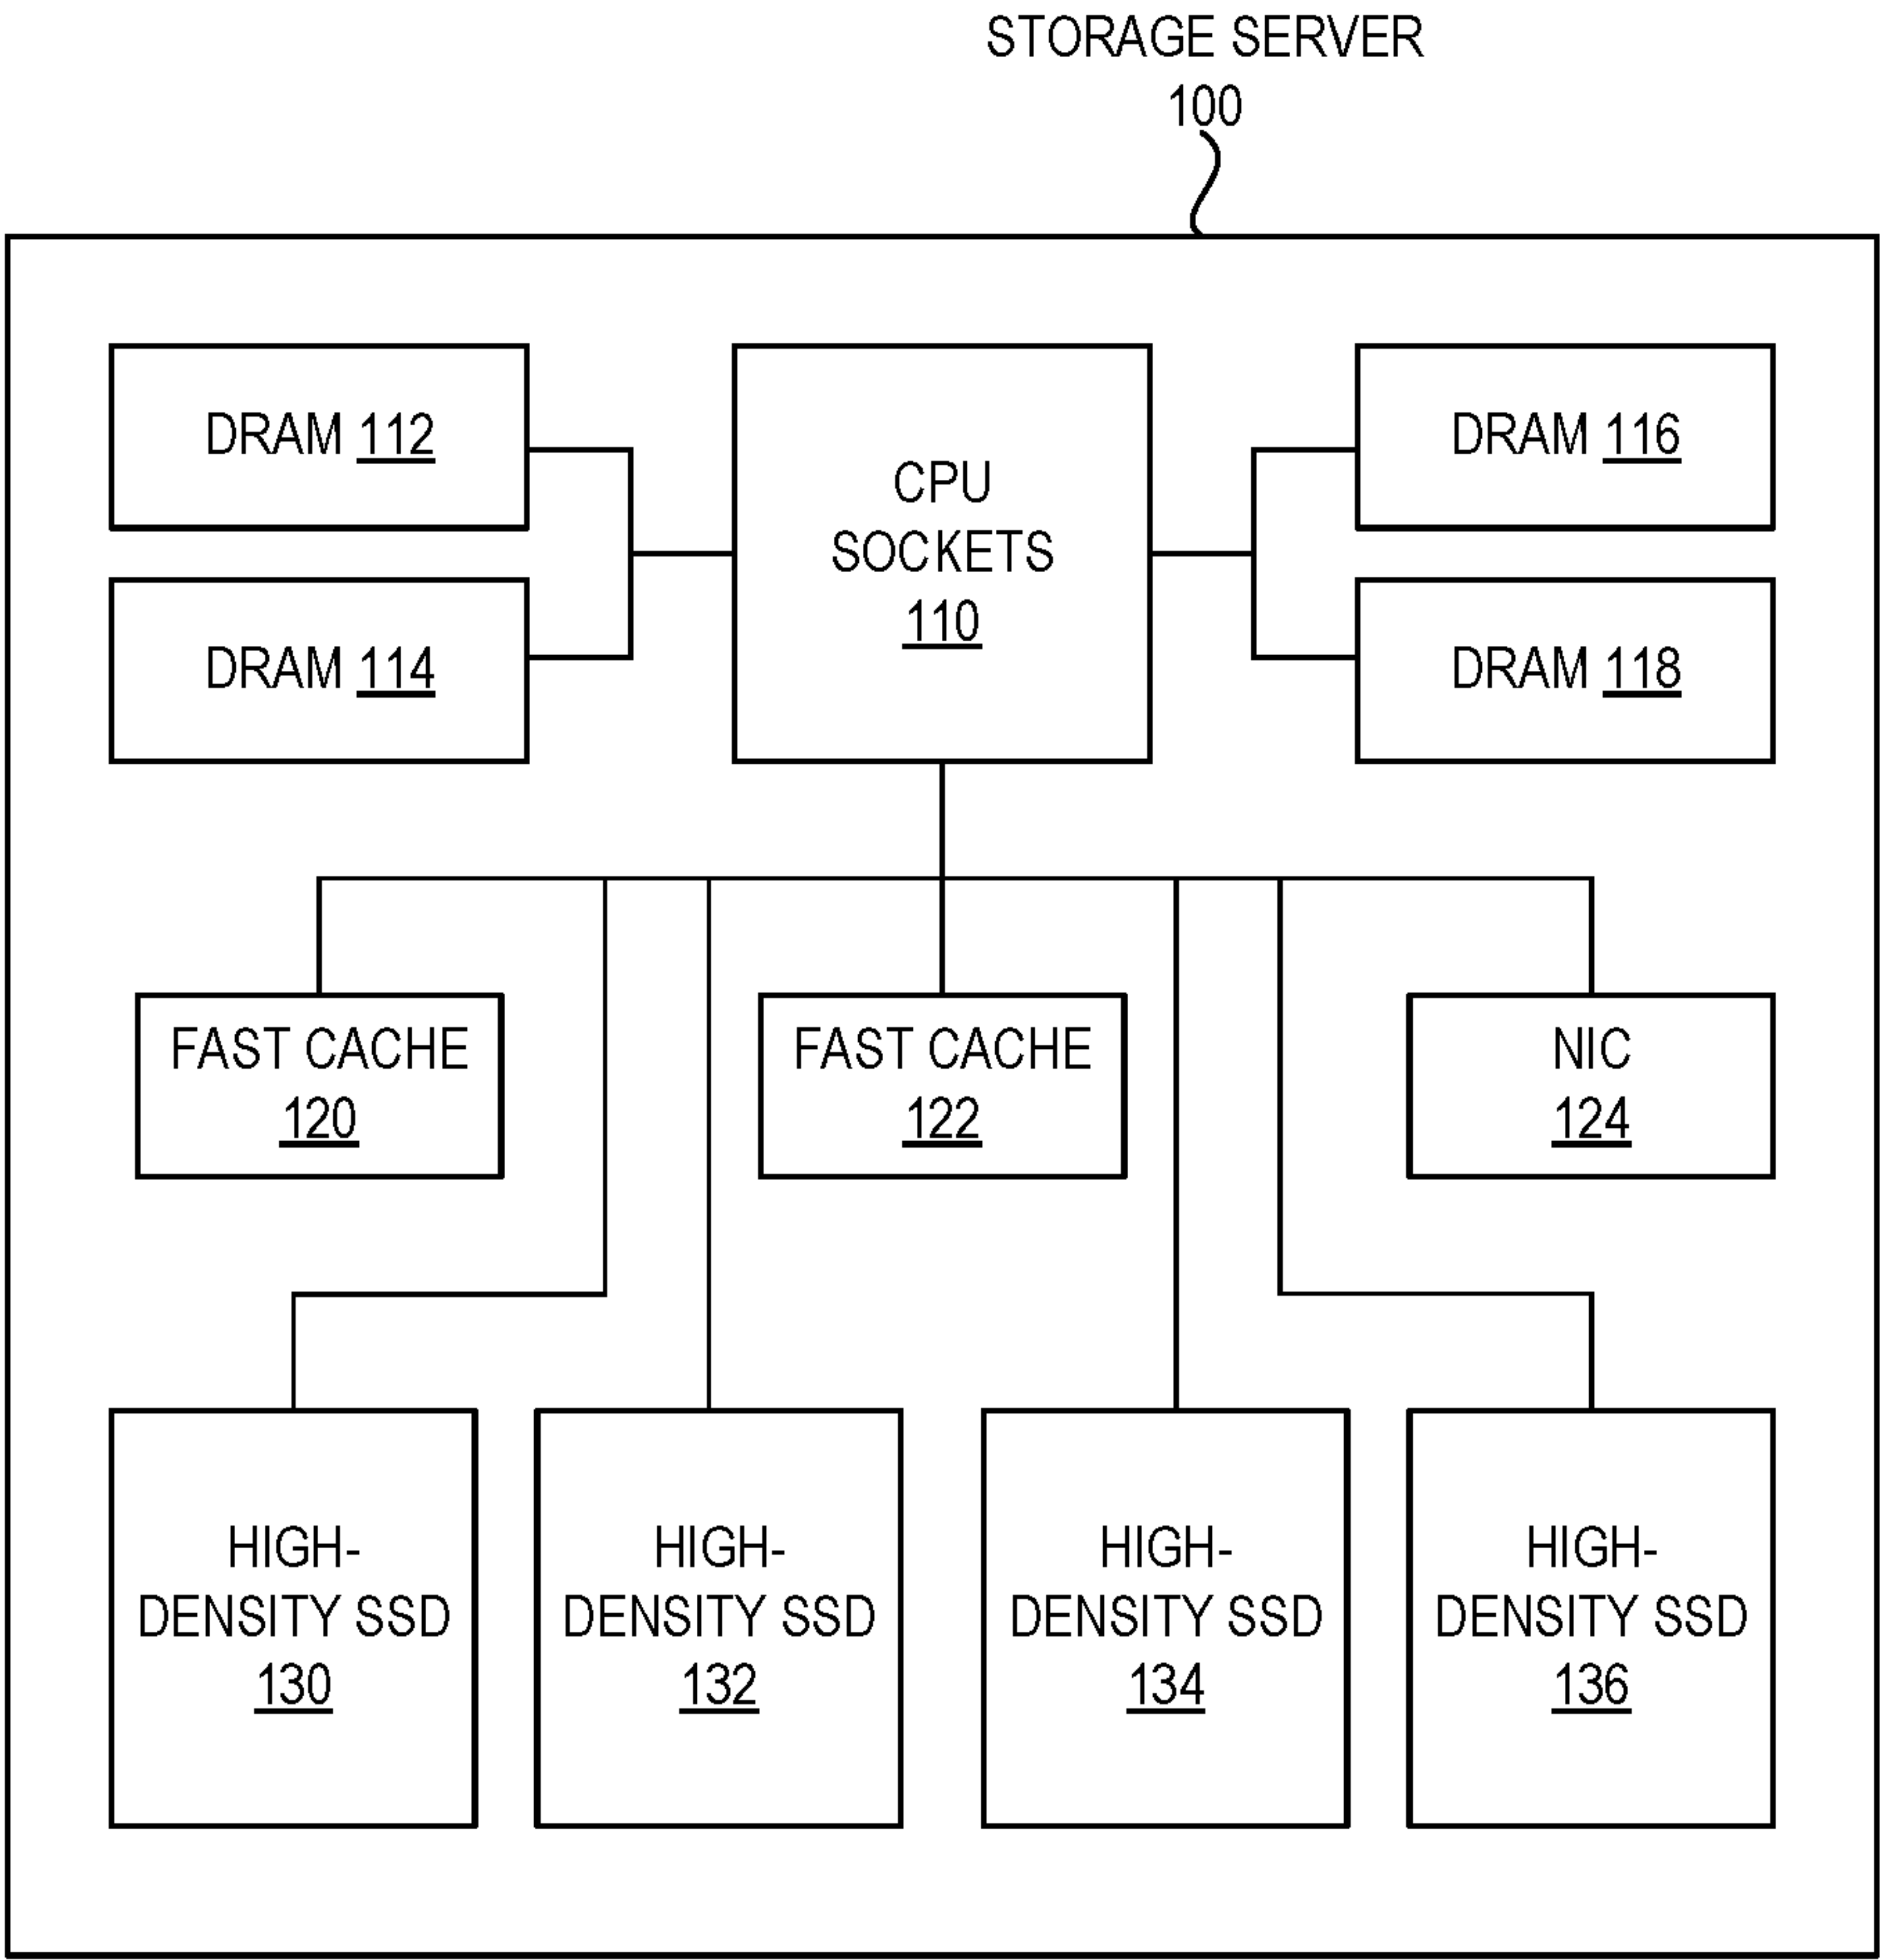 STORAGE SERVER
100
DRAM 112
DRAM 114
CPU
SOCKETS
110
DRAM 116
DRAM 118
FAST CACHE
120
FAST CACHE
122
NIC
124
HIGH-
DENSITY SSD
130
HIGH-
DENSITY SSD
132
HIGH-
DENSITY SSD
134
HIGH-
DENSITY SSD
136